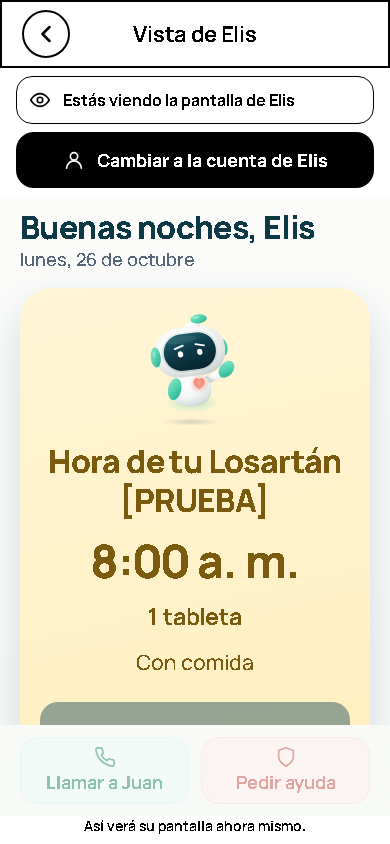 Vista de Elis
Estás viendo la pantalla de Elis
Cambiar a la cuenta de Elis
Buenas noches, Elis
lunes, 26 de octubre
Hora de tu Losartán
[PRUEBA]
8:00 a. m.
1 tableta
Con comida
Llamar a Juan
Pedir ayuda
Así verá su pantalla ahora mismo.